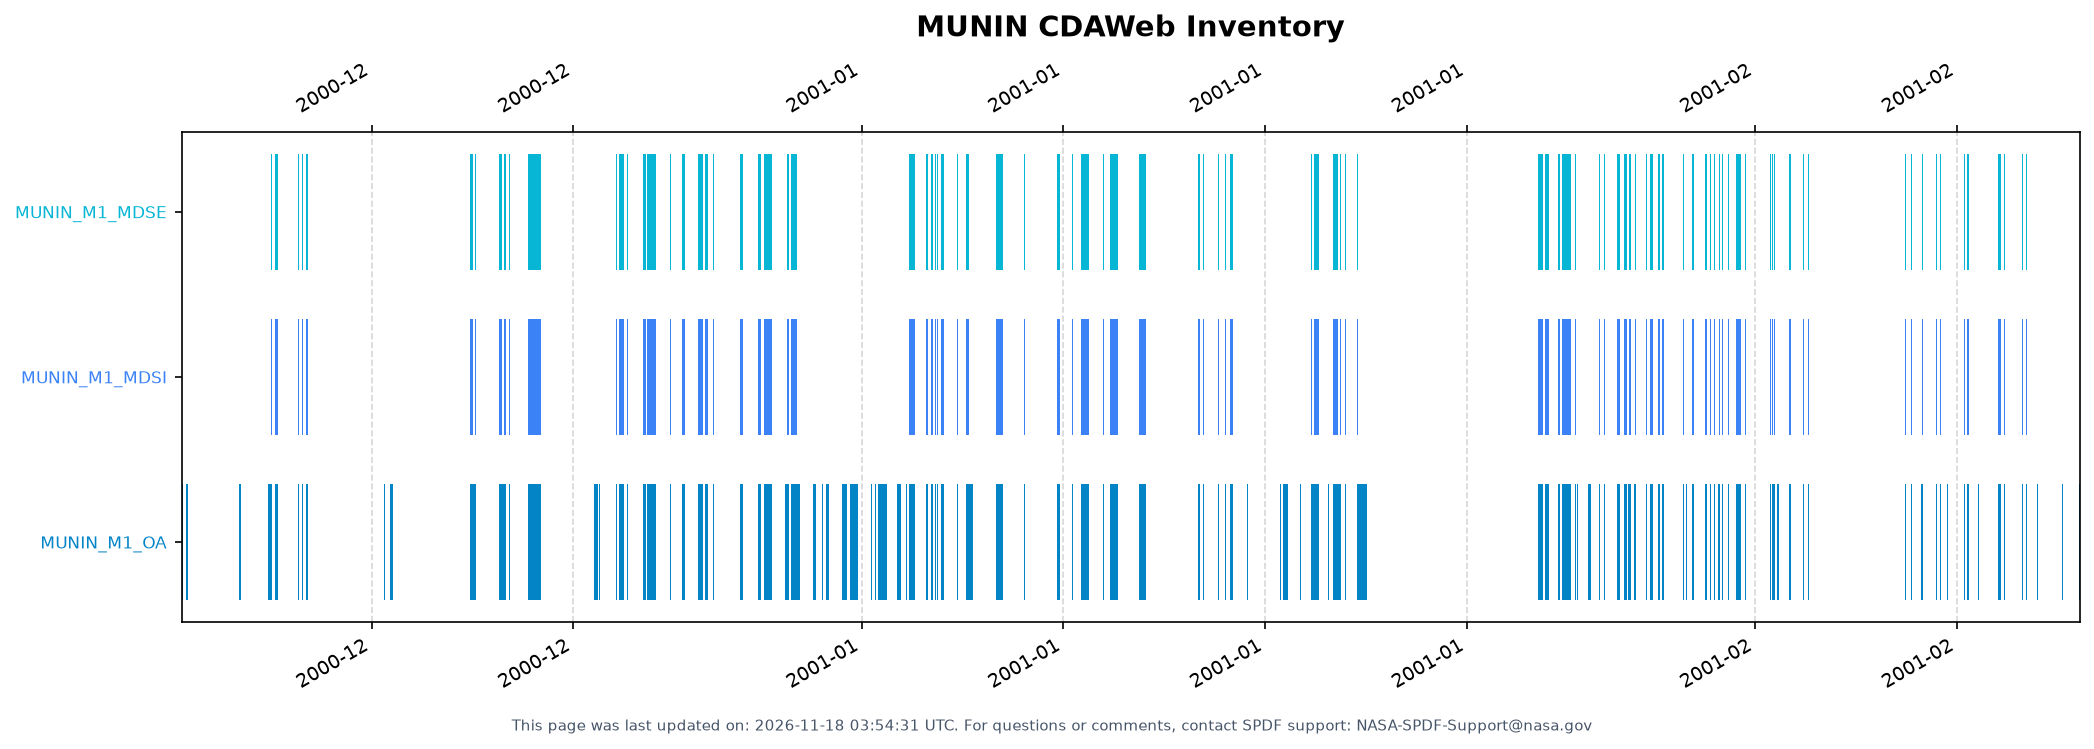 MUNIN CDAWeb Inventory
2000-12 2000-12 2001-01 2001-01 2001-01 2001-01 2001-02 2001-02
MUNIN_M1_MDSE
MUNIN_M1_MDSI
MUNIN_M1_OA
2000-12 2000-12 2001-01 2001-01 2001-01 2001-01 2001-02 2001-02
This page was last updated on: 2026-11-18 03:54:31 UTC. For questions or comments, contact SPDF support: NASA-SPDF-Support@nasa.gov